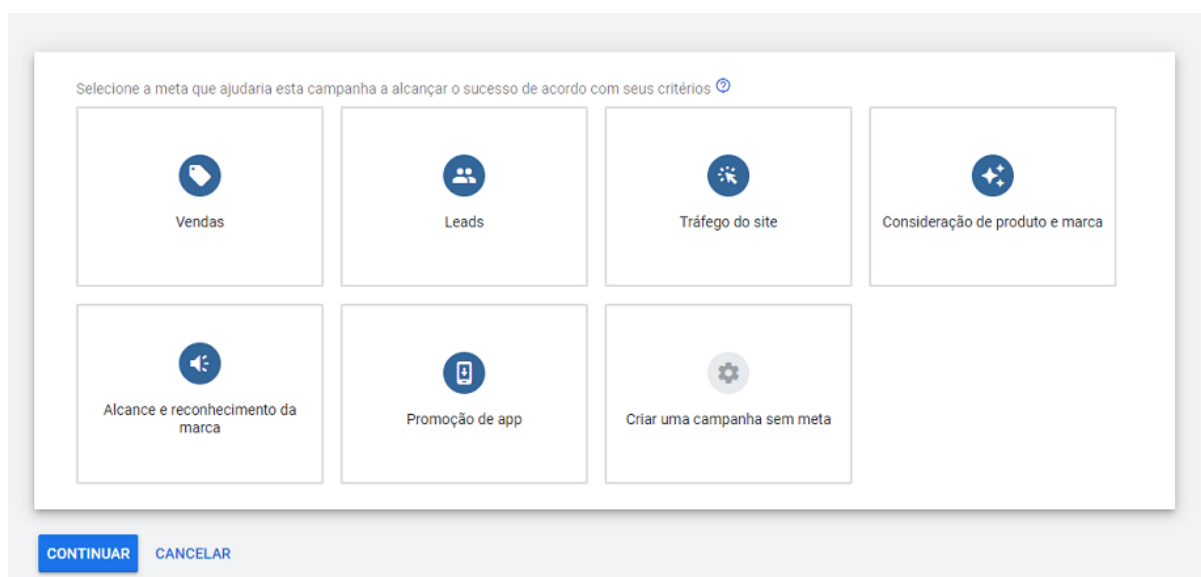 Selecione a meta que ajudaria esta campanha a alcançar o sucesso de acordo com seus critérios
Vendas
Leads
Tráfego do site
Consideração de produto e marca
Alcance e reconhecimento da
marca
Promoção de app
Criar uma campanha sem meta
CONTINUAR
CANCELAR